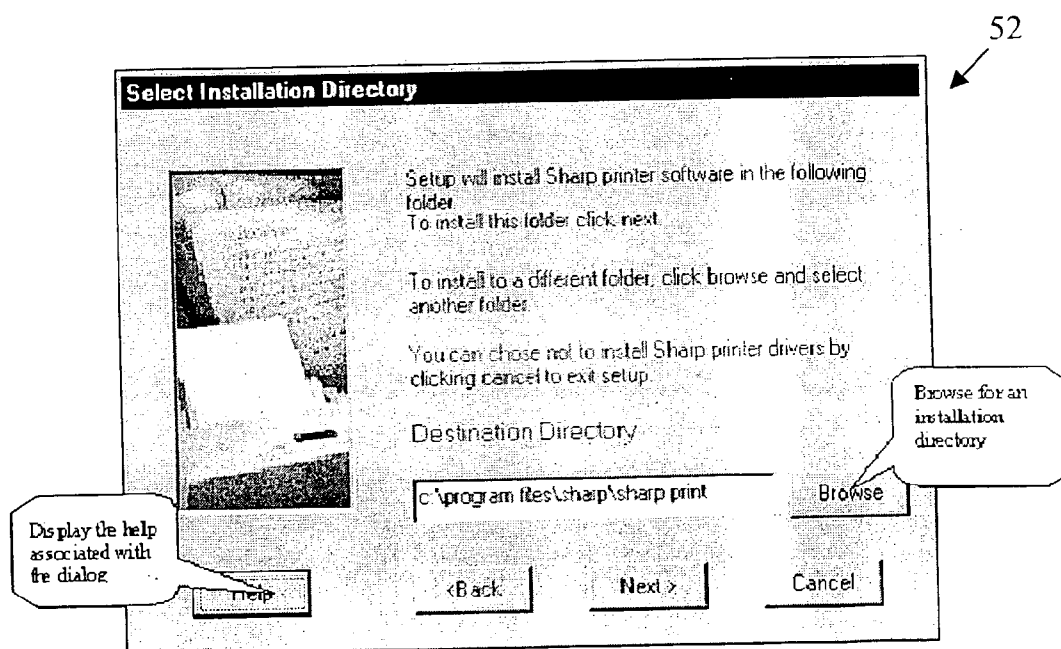 52
Select Installation Directory
Setup will install Sharp printer software in the following
folder.
To install this folder click next.
To install to a different folder, click browse and select
another folder.
You can chose not to install Sharp printer drivers by
clicking cancel to exit setup.
Browse for an
installation
directory
Destination Directory
c:\program files\sharp\sharp print
Browse
Display the help
associated with
the dialog
Help
<Back
Next >
Cancel